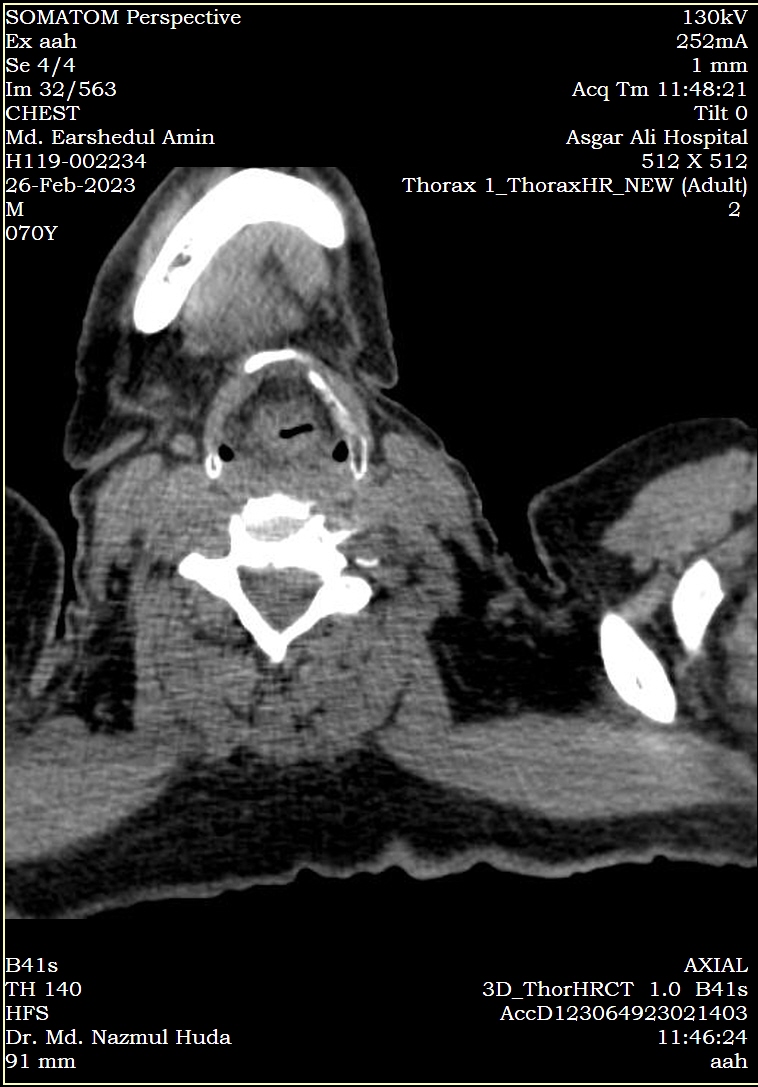 SOMATOM Perspective
Ex aah
Se 4/4
Im 32/563
CHEST
Md. Earshedul Amin
H119-002234
26-Feb-2023
M
070Y
130kV
252mA
1 mm
Acq Tm 11:48:21
Tilt 0
Asgar Ali Hospital
512 X 512
Thorax 1_ThoraxHR_NEW (Adult)
2
B41s
TH 140
HFS
Dr. Md. Nazmul Huda
91 mm
AXIAL
3D_ThorHRCT 1.0 B41s
AccD123064923021403
11:46:24
aah